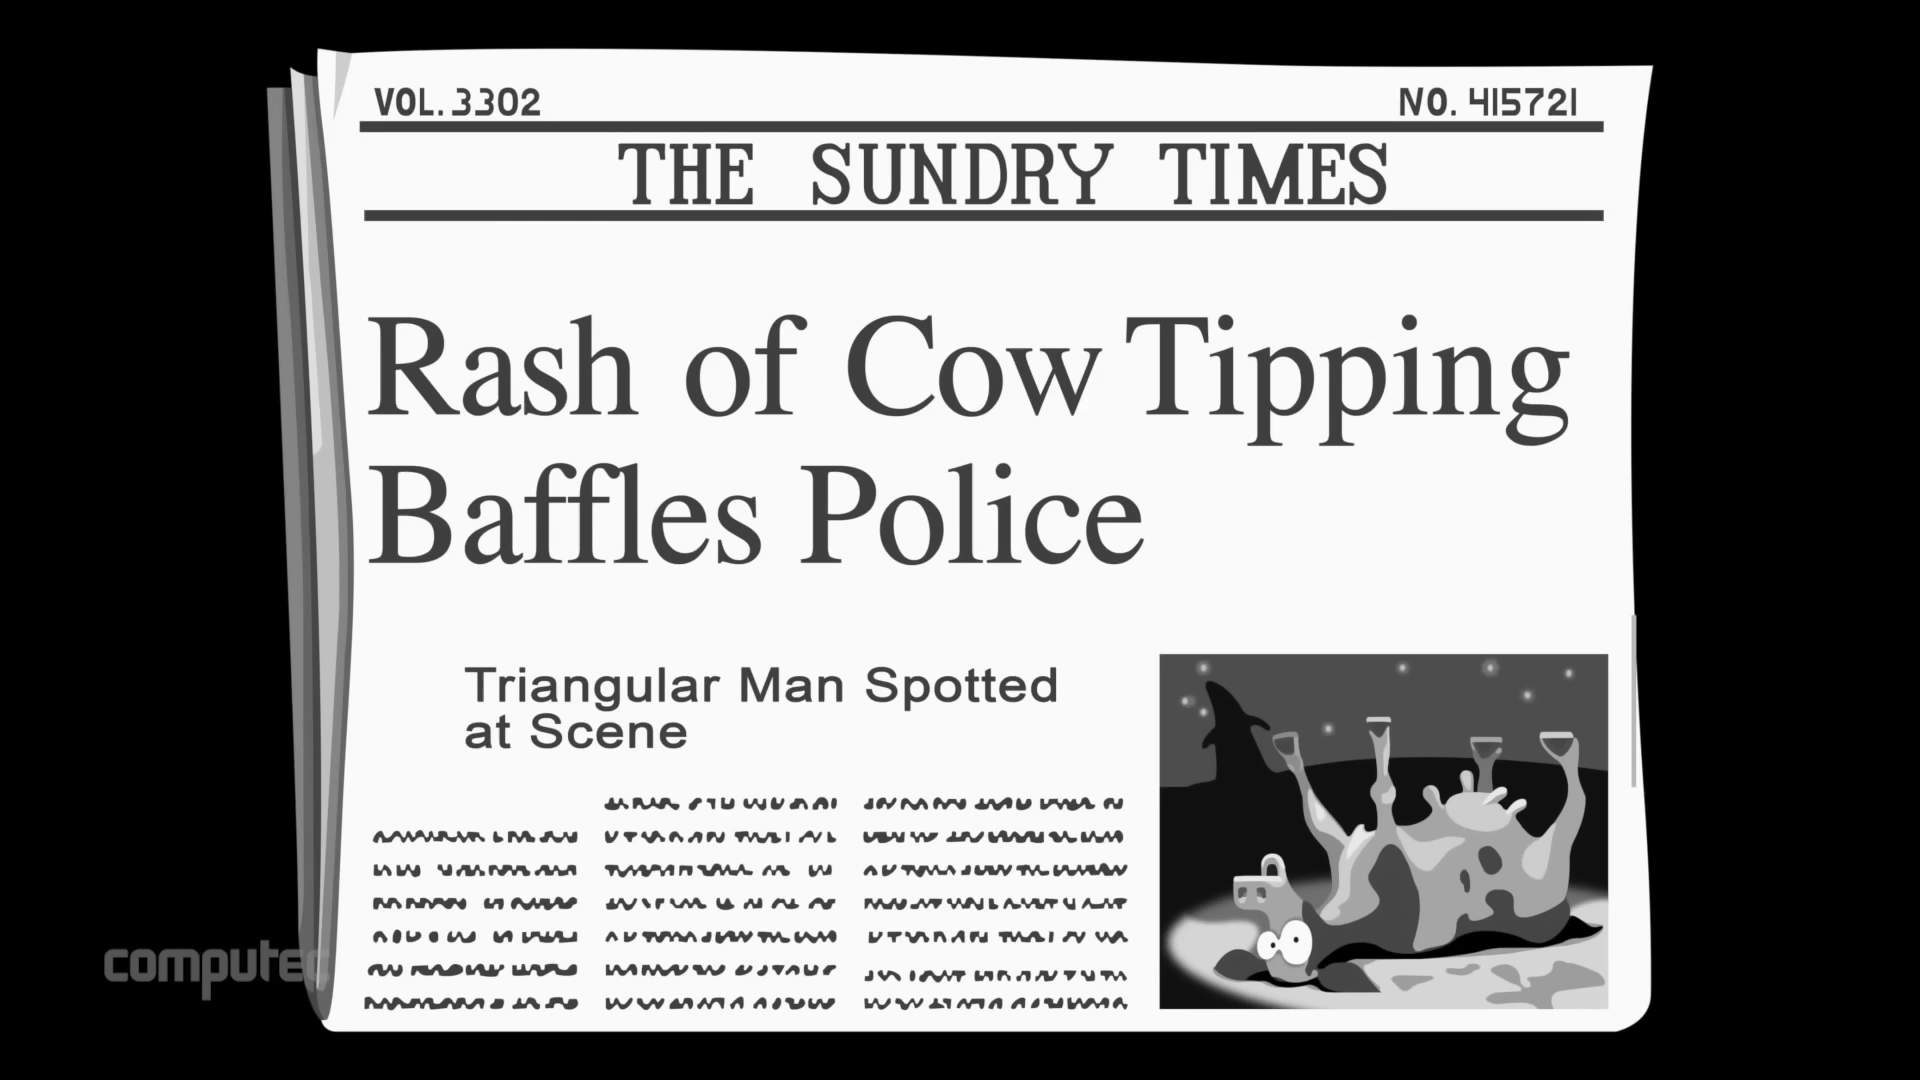 VOL. 3302
NO. 415721
THE SUNDRY TIMES
Rash of Cow Tipping
Baffles Police
Triangular Man Spotted
at Scene
computec